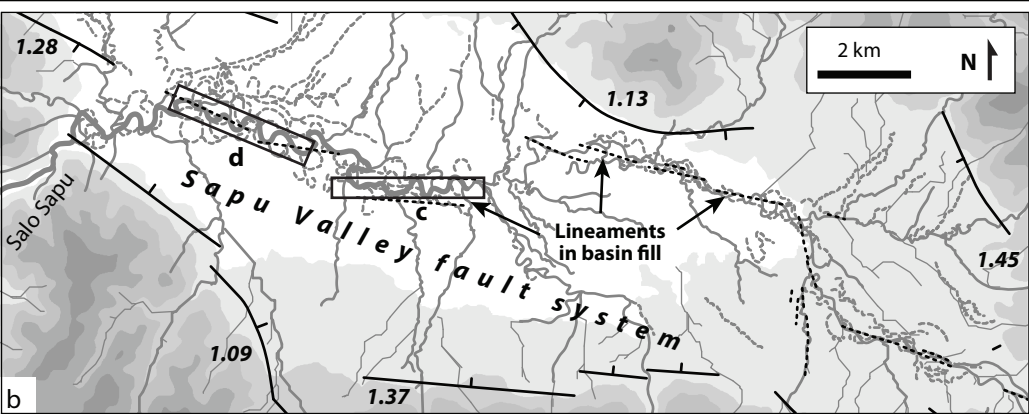 1.28
2 km
N
1.13
d
Salo Sapu
c
Sapu Valley fault system
Lineaments
in basin fill
1.45
1.09
1.37
b